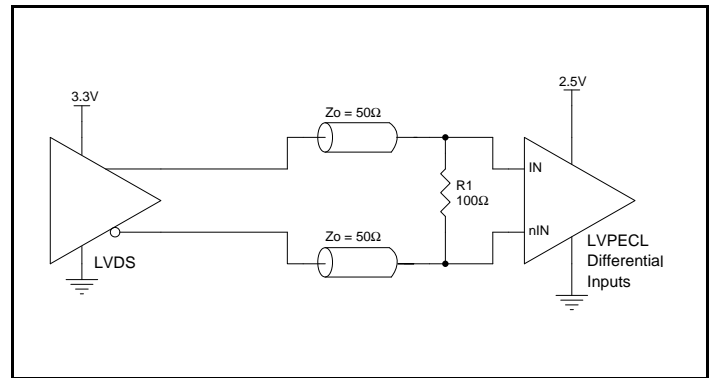 3.3V
2.5V
Zo = 50Ω
IN
R1
100Ω
nIN
Zo = 50Ω
LVDS
LVPECL
Differential
Inputs